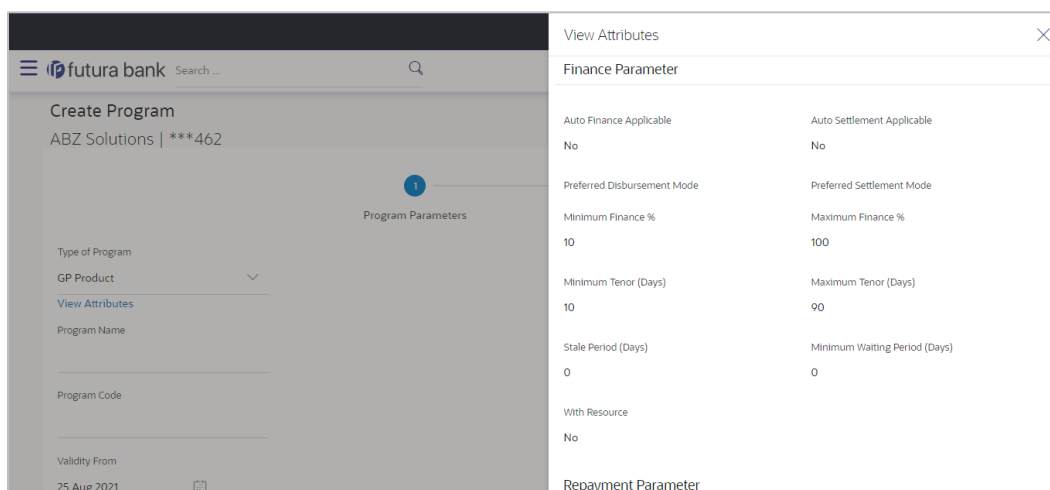 futura bank
Search ...
Create Program
ABZ Solutions | ***462
1
Program Parameters
Type of Program
GP Product
View Attributes
Program Name
Program Code
Validity From
25 Aug 2021
View Attributes
Finance Parameter
Auto Finance Applicable
Auto Settlement Applicable
No
No
Preferred Disbursement Mode
Preferred Settlement Mode
Minimum Finance %
Maximum Finance %
10
100
Minimum Tenor (Days)
Maximum Tenor (Days)
10
90
Stale Period (Days)
Minimum Waiting Period (Days)
0
0
With Resource
No
Repayment Parameter